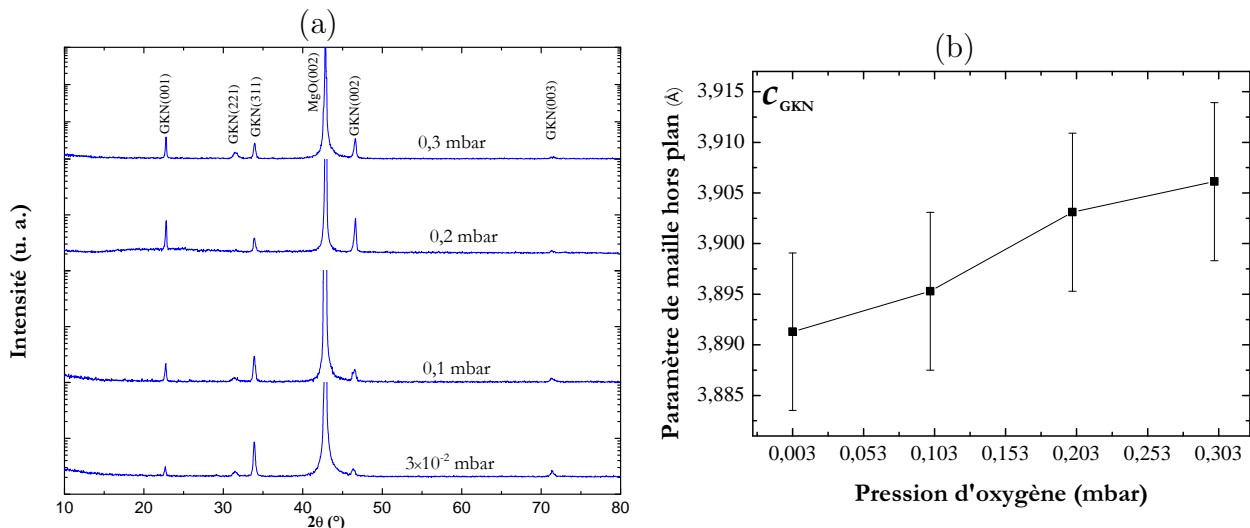 (a)
Intensité (u. a.)
GKN(001)
GKN(221)
GKN(311)
MgO(002)
GKN(002)
GKN(003)
0,3 mbar
0,2 mbar
0,1 mbar
3×10⁻² mbar
10 20 30 40 50 60 70 80
2θ (°)
(b)
C GKN
Paramètre de maille hors plan (Å)
3,915
3,910
3,905
3,900
3,895
3,890
3,885
0,003 0,053 0,103 0,153 0,203 0,253 0,303
Pression d'oxygène (mbar)